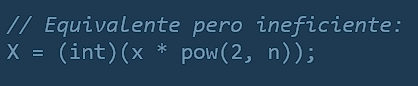 // Equivalente pero ineficiente:
X = (int)(x * pow(2, n));